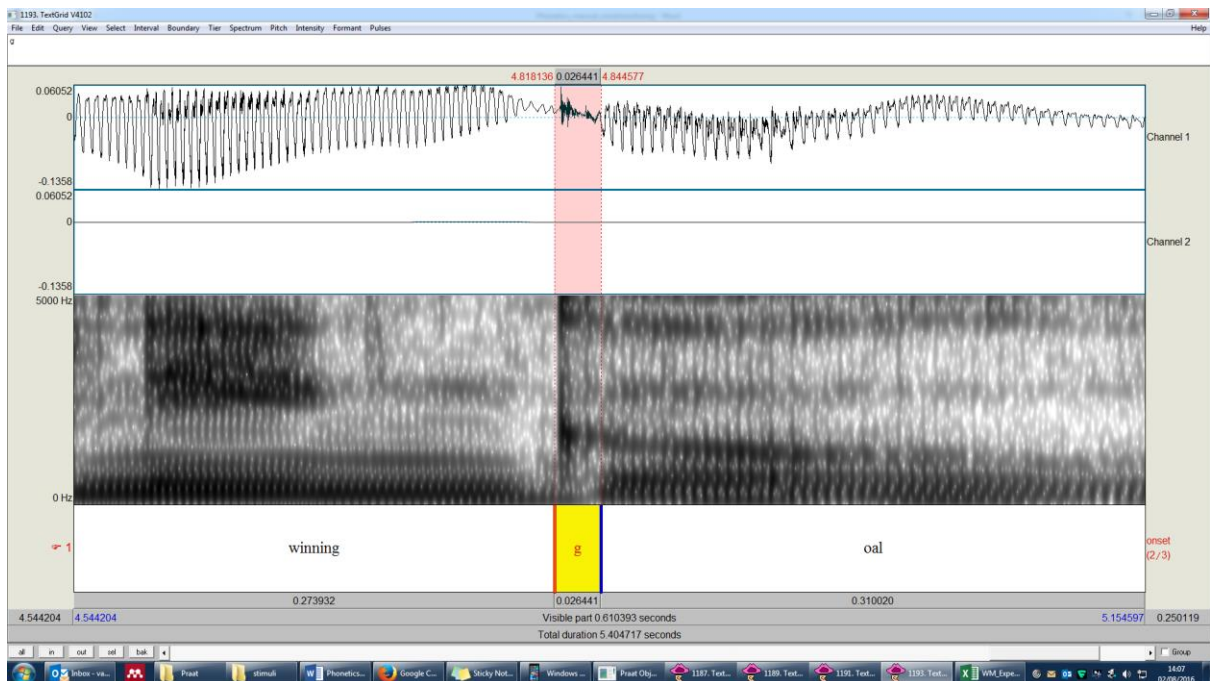 1193. TextGrid V4102
File Edit Query View Select Interval Boundary Tier Spectrum Pitch Intensity Formant Pulses Help
g
4.818136 0.026441 4.844577
0.06052
0
Channel 1
-0.1358
0.06052
0
Channel 2
-0.1358
5000 Hz
0 Hz
1 winning g oal onset (2/3)
0.273932 0.026441 0.310020
4.544204 4.544204 Visible part 0.610393 seconds 5.154597 0.250119
Total duration 5.404717 seconds
all in out sel bak Group
Inbox - va... Praat stimuli Phonetics... Google C... Sticky Not... Windows ... Praat Obj... 1187. Text... 1189. Text... 1191. Text... 1193. Text... WM_Expe... 14:07
02/08/2016